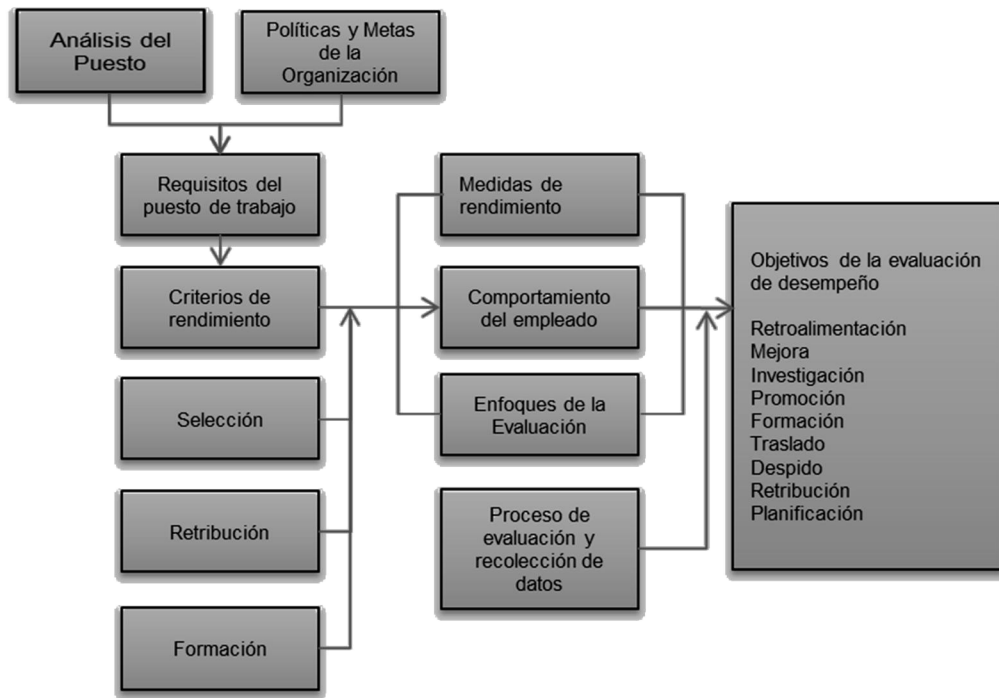 Análisis del
Puesto
Políticas y Metas
de la
Organización
Requisitos del
puesto de trabajo
Criterios de
rendimiento
Selección
Retribución
Formación
Medidas de
rendimiento
Comportamiento
del empleado
Enfoques de la
Evaluación
Proceso de
evaluación y
recolección de
datos
Objetivos de la evaluación
de desempeño
Retroalimentación
Mejora
Investigación
Promoción
Formación
Traslado
Despido
Retribución
Planificación